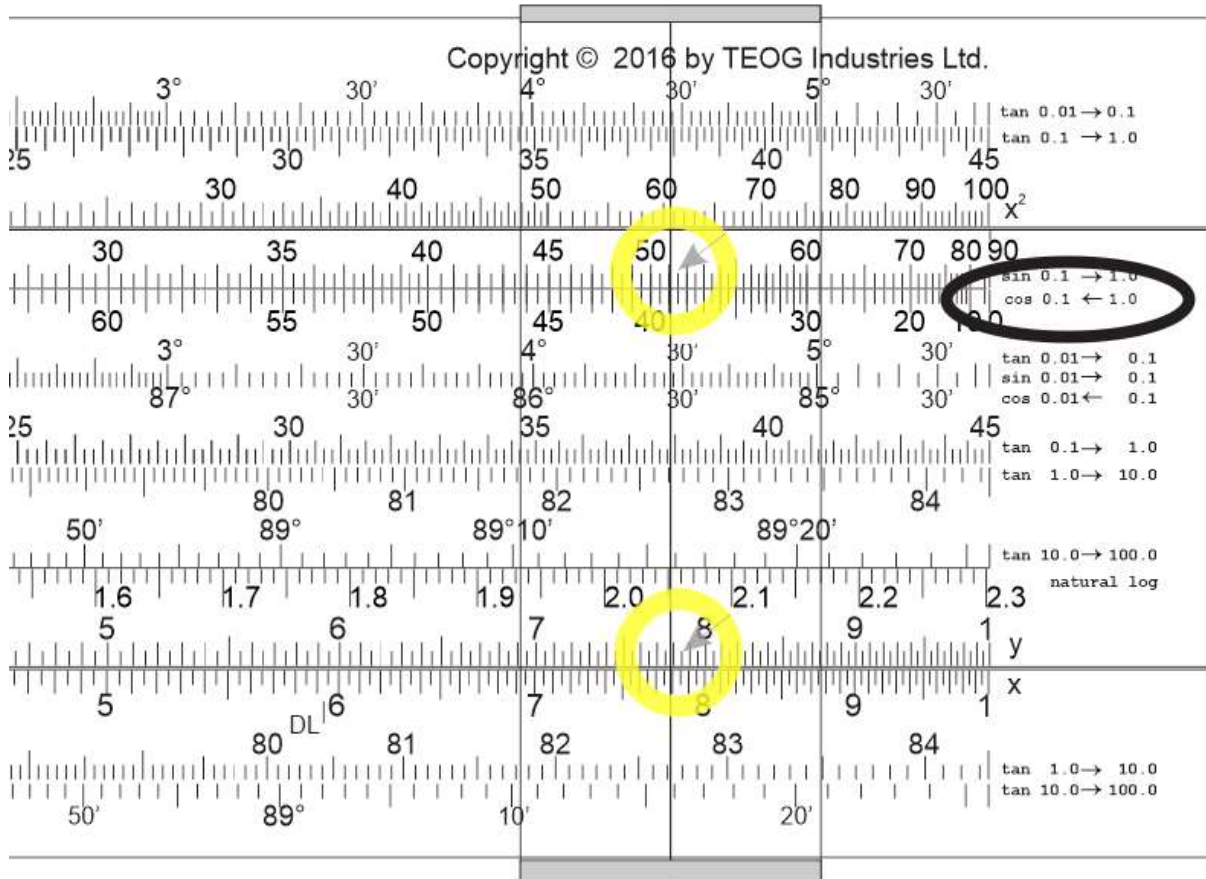 Copyright © 2016 by TEOG Industries Ltd.
3° 30' 4° 30' 5° 30'
tan 0.01→0.1
tan 0.1 →1.0
25 30 35 40 45
30 40 50 60 70 80 90 100
x²
30 35 40 45 50 60 70 80 90
sin 0.1 →1.0
cos 0.1 ←1.0
60 55 50 45 40 30 20 10 0
3° 30' 4° 30' 5° 30'
tan 0.01→ 0.1
sin 0.01→ 0.1
cos 0.01← 0.1
87° 30' 86° 30' 85° 30'
25 30 35 40 45
tan 0.1→ 1.0
tan 1.0→ 10.0
80 81 82 83 84
50' 89° 89°10' 89°20'
tan 10.0→100.0
natural log
1.6 1.7 1.8 1.9 2.0 2.1 2.2 2.3
5 6 7 8 9 1
y
x
5 6 7 8 9 1
DL
80 81 82 83 84
tan 1.0→ 10.0
tan 10.0→100.0
50' 89° 10' 20'